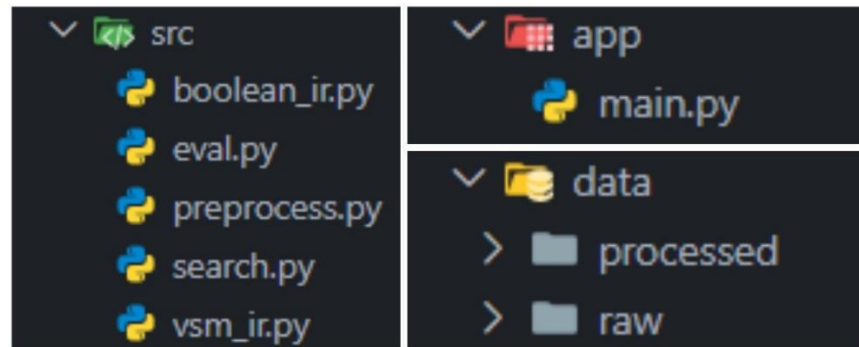 src
boolean_ir.py
eval.py
preprocess.py
search.py
vsm_ir.py
app
main.py
data
processed
raw